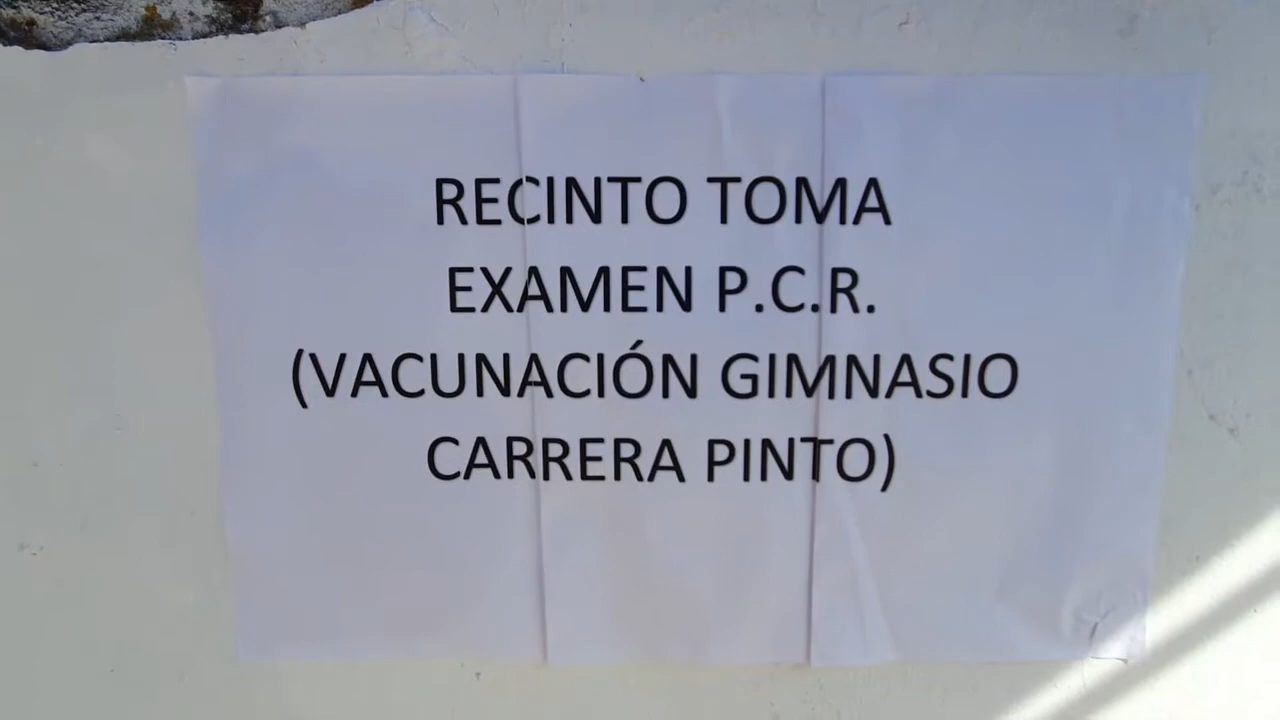 RECINTO TOMA
EXAMEN P.C.R.
(VACUNACIÓN GIMNASIO
CARRERA PINTO)